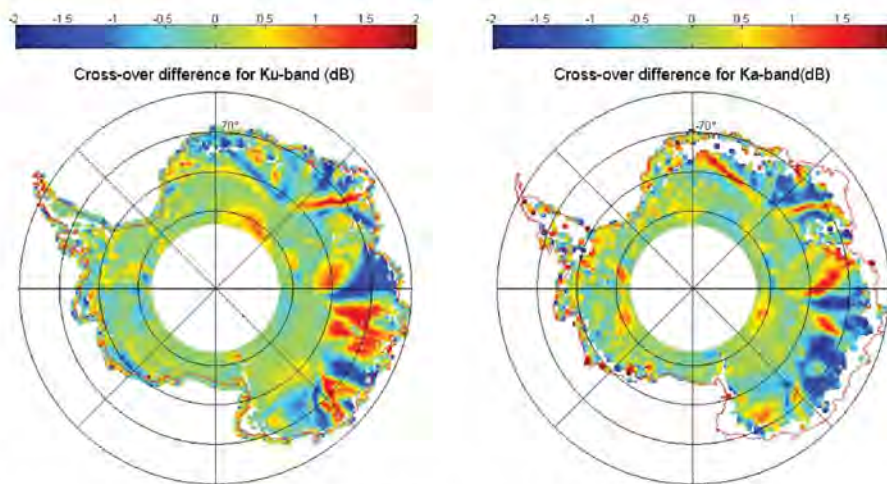 -2 -1.5 -1 -0.5 0 0.5 1 1.5 2
Cross-over difference for Ku-band (dB)
-70°
-2 -1.5 -1 -0.5 0 0.5 1 1.5
Cross-over difference for Ka-band(dB)
-70°